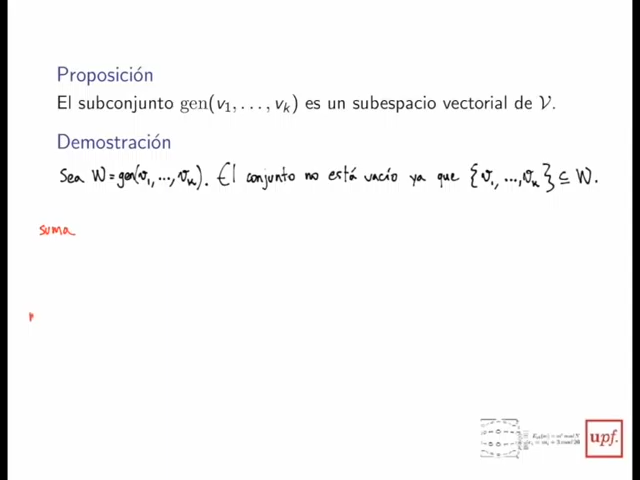 Proposición
El subconjunto gen(v₁, . . . , vₖ) es un subespacio vectorial de 𝒱.
Demostración
Sea W = gen(v₁, ..., vₖ). El conjunto no está vacío ya que {v₁, ..., vₖ} ⊆ W.
suma
upf.